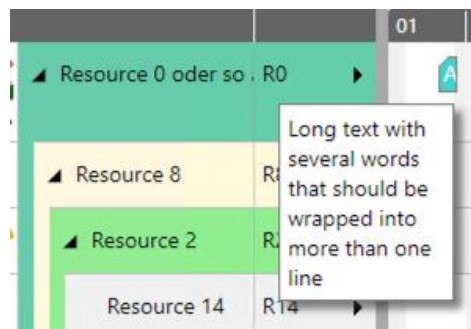 01
Resource 0 oder so . R0
A
Long text with
several words
that should be
wrapped into
more than one
line
Resource 8
Resource 2
Resource 14 R14